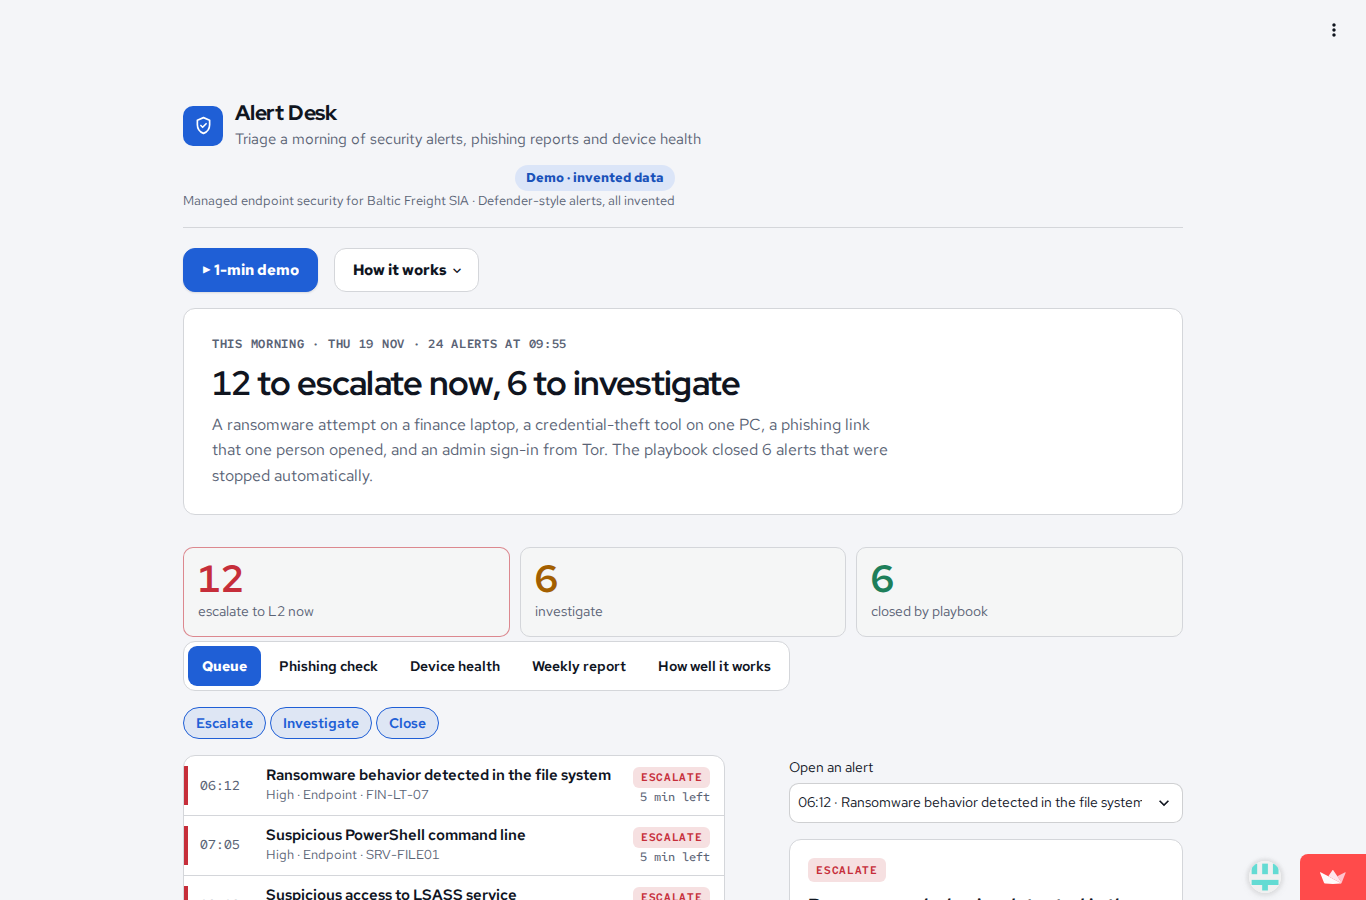 Alert Desk
Triage a morning of security alerts, phishing reports and device health
Demo · invented data
Managed endpoint security for Baltic Freight SIA · Defender-style alerts, all invented
▸ 1-min demo
How it works
THIS MORNING · THU 19 NOV · 24 ALERTS AT 09:55
12 to escalate now, 6 to investigate
A ransomware attempt on a finance laptop, a credential-theft tool on one PC, a phishing link
that one person opened, and an admin sign-in from Tor. The playbook closed 6 alerts that were
stopped automatically.
12
escalate to L2 now
6
investigate
6
closed by playbook
Queue
Phishing check
Device health
Weekly report
How well it works
Escalate
Investigate
Close
06:12
Ransomware behavior detected in the file system
High · Endpoint · FIN-LT-07
ESCALATE
5 min left
07:05
Suspicious PowerShell command line
High · Endpoint · SRV-FILE01
ESCALATE
5 min left
Suspicious access to LSASS service
ESCALATE
Open an alert
06:12 · Ransomware behavior detected in the file system
ESCALATE